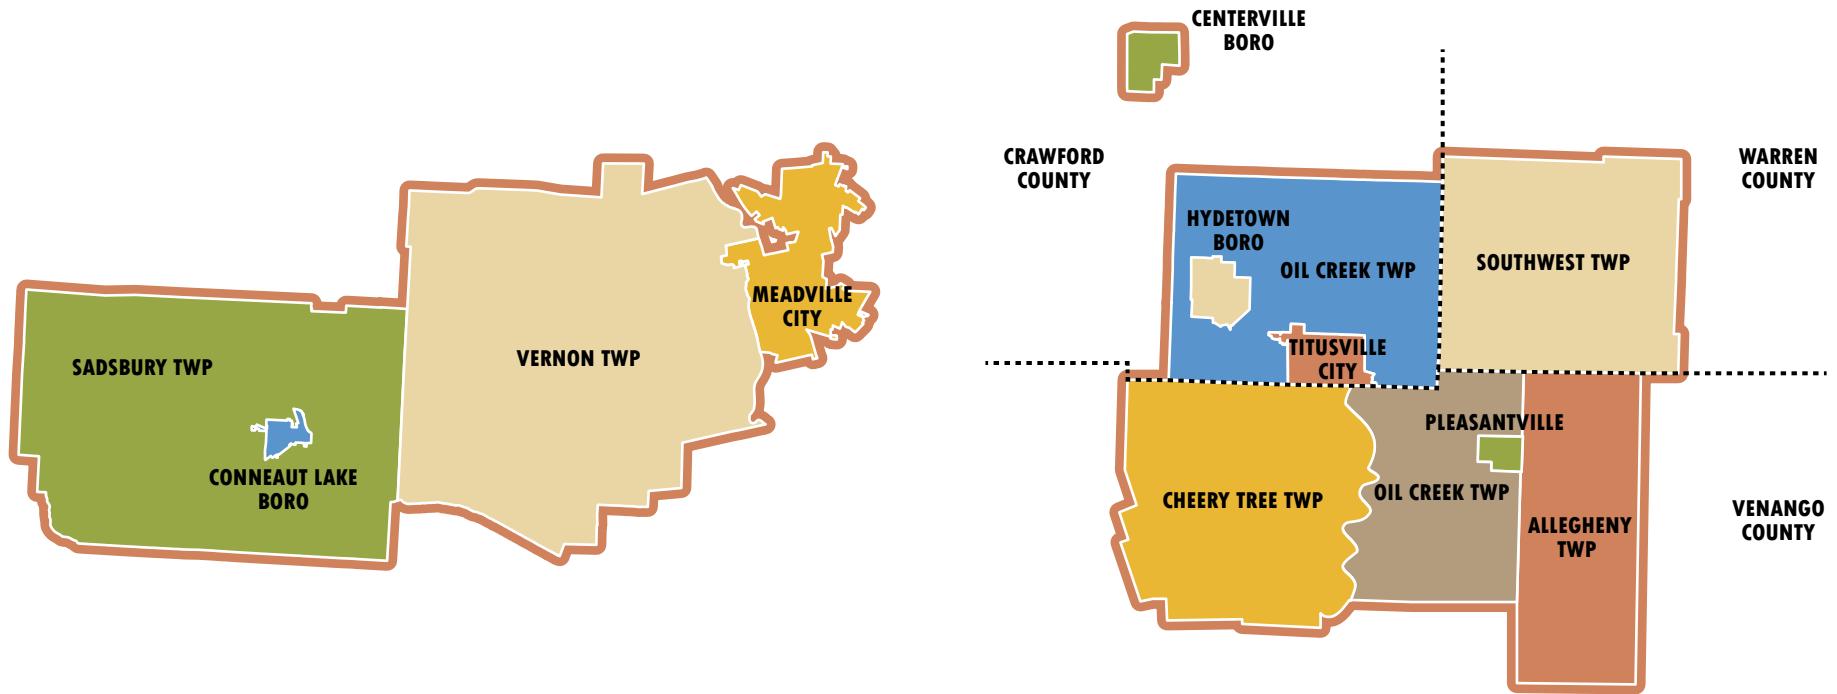 CENTERVILLE
BORO
CRAWFORD
COUNTY
WARREN
COUNTY
HYDETOWN
BORO
OIL CREEK TWP
SOUTHWEST TWP
MEADVILLE
CITY
TITUSVILLE
CITY
SADSBURY TWP
VERNON TWP
CONNEAUT LAKE
BORO
PLEASANTVILLE
CHEERY TREE TWP
OIL CREEK TWP
ALLEGHENY
TWP
VENANGO
COUNTY